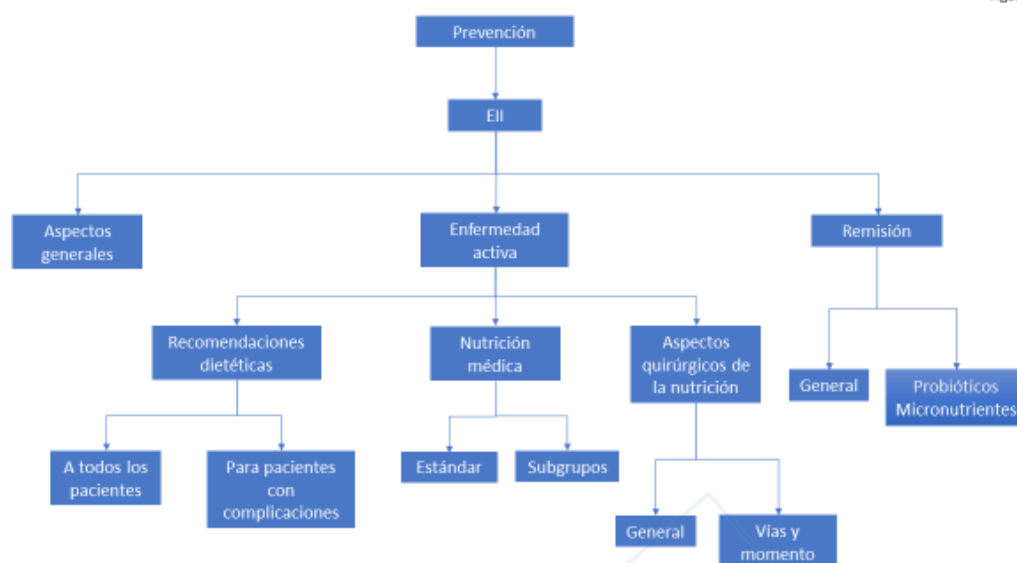 Prevención
EII
Aspectos
generales
Enfermedad
activa
Remisión
Recomendaciones
dietéticas
Nutrición
médica
Aspectos
quirúrgicos de
la nutrición
General
Probióticos
Micronutrientes
A todos los
pacientes
Para pacientes
con
complicaciones
Estándar
Subgrupos
General
Vías y
momento